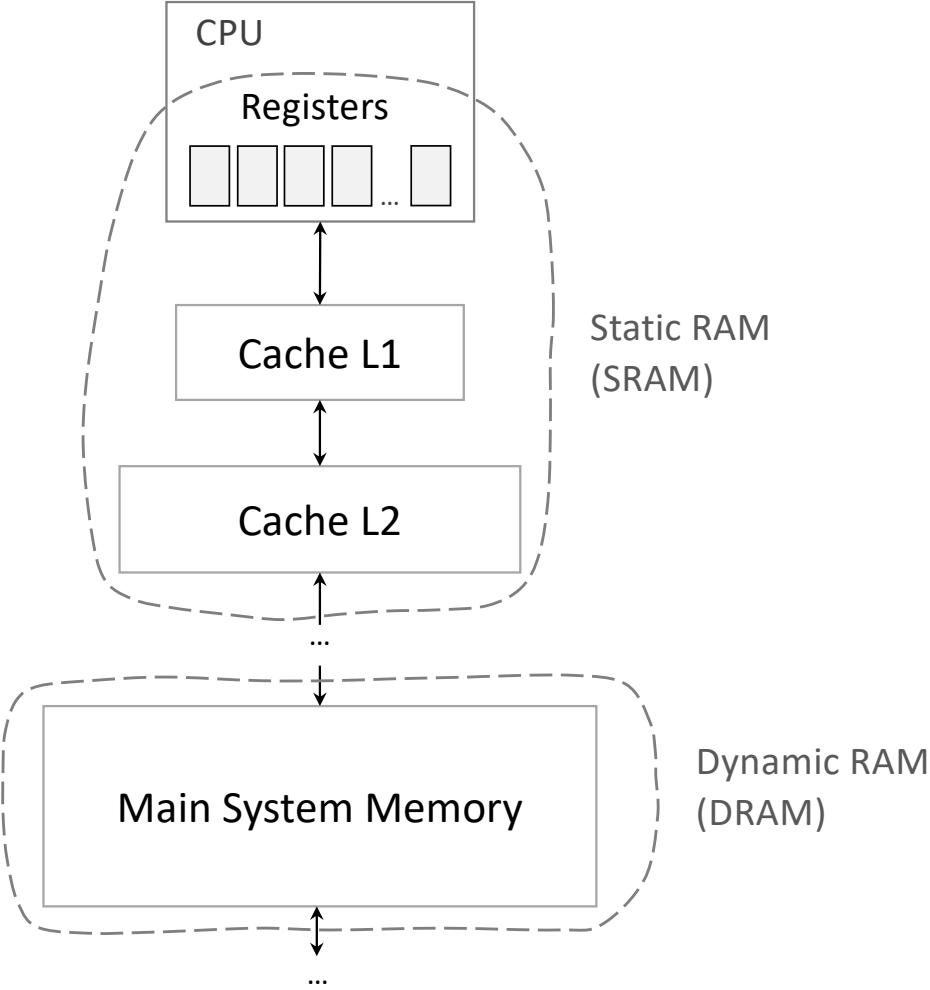 CPU
Registers
...
Cache L1
Static RAM
(SRAM)
Cache L2
...
Main System Memory
Dynamic RAM
(DRAM)
...